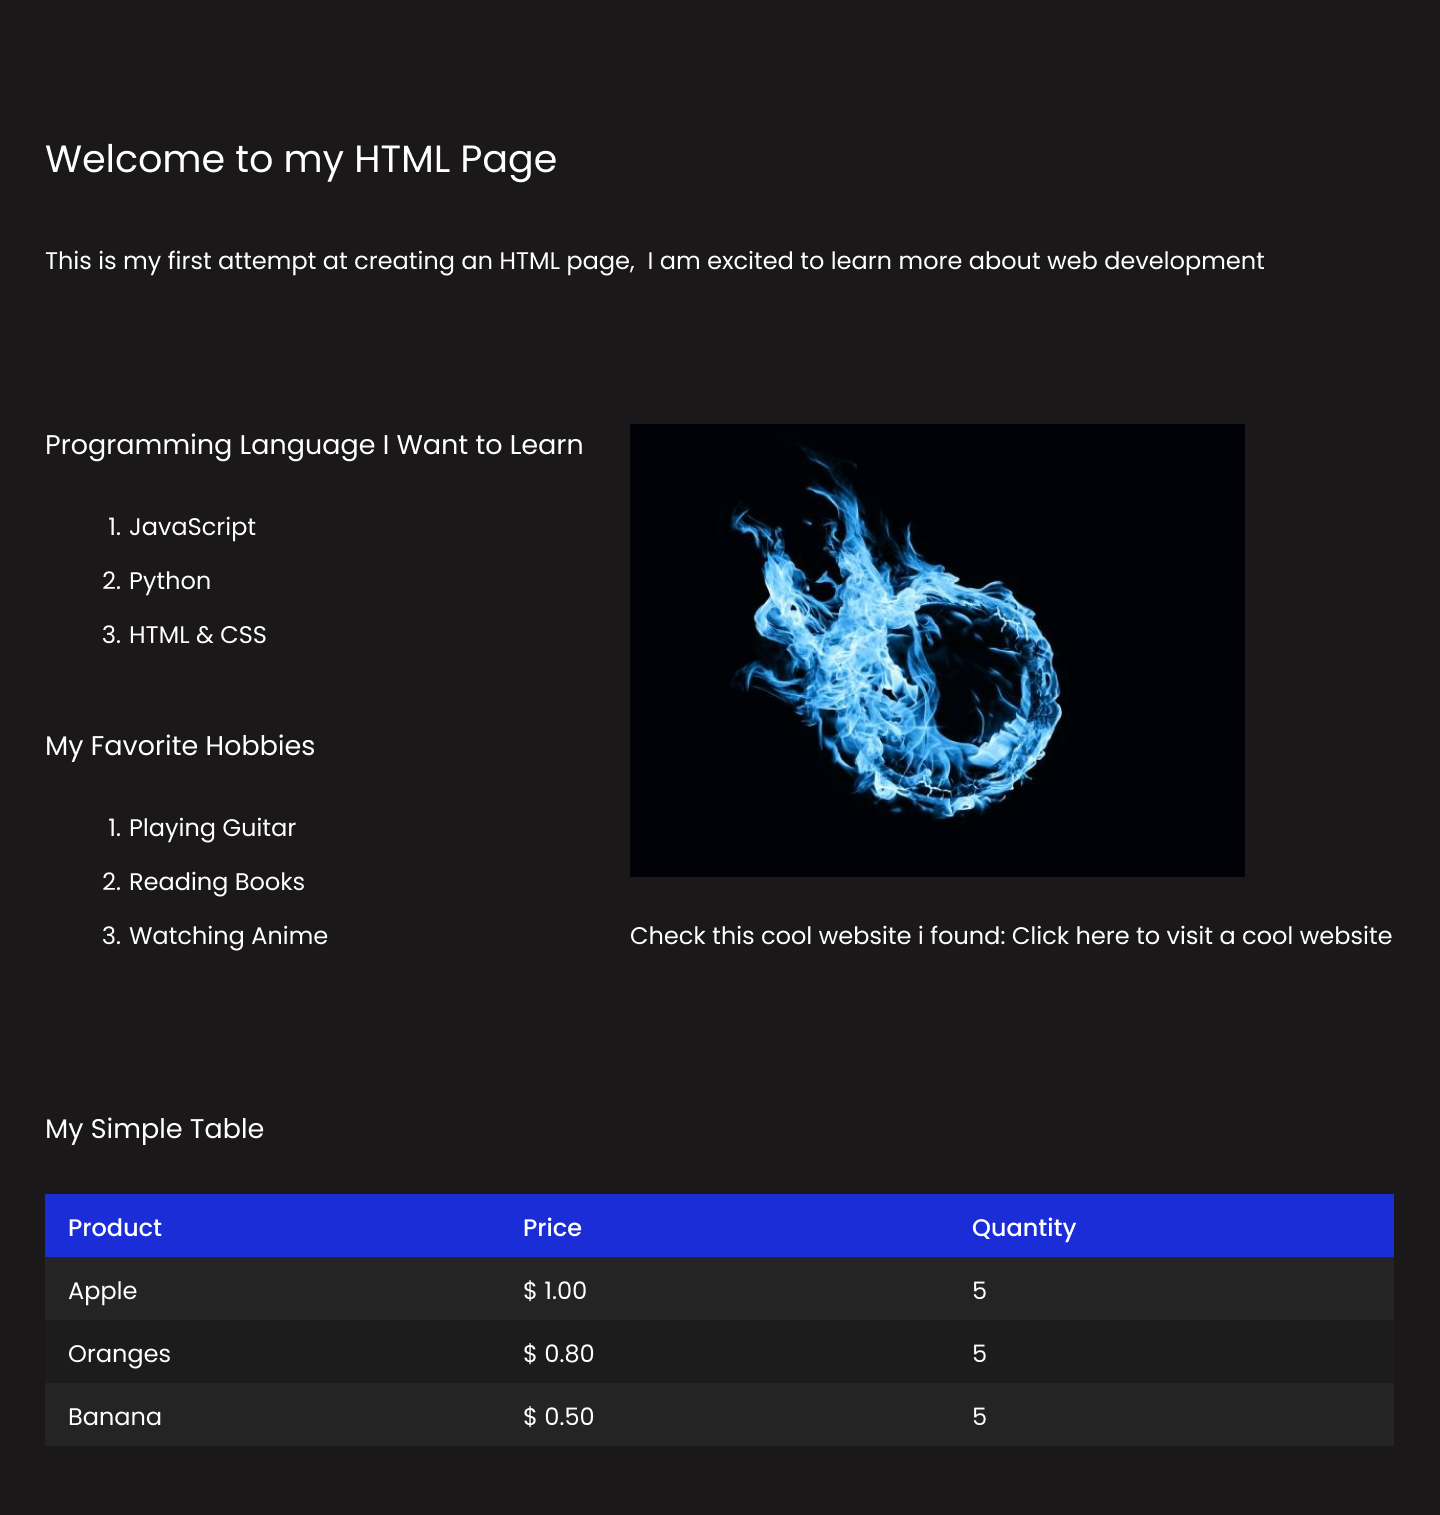 Welcome to my HTML Page
This is my first attempt at creating an HTML page,  I am excited to learn more about web development
Programming Language I Want to Learn
1. JavaScript
2. Python
3. HTML & CSS
My Favorite Hobbies
1. Playing Guitar
2. Reading Books
3. Watching Anime
Check this cool website i found: Click here to visit a cool website
My Simple Table
Product Price Quantity
Apple $ 1.00 5
Oranges $ 0.80 5
Banana $ 0.50 5